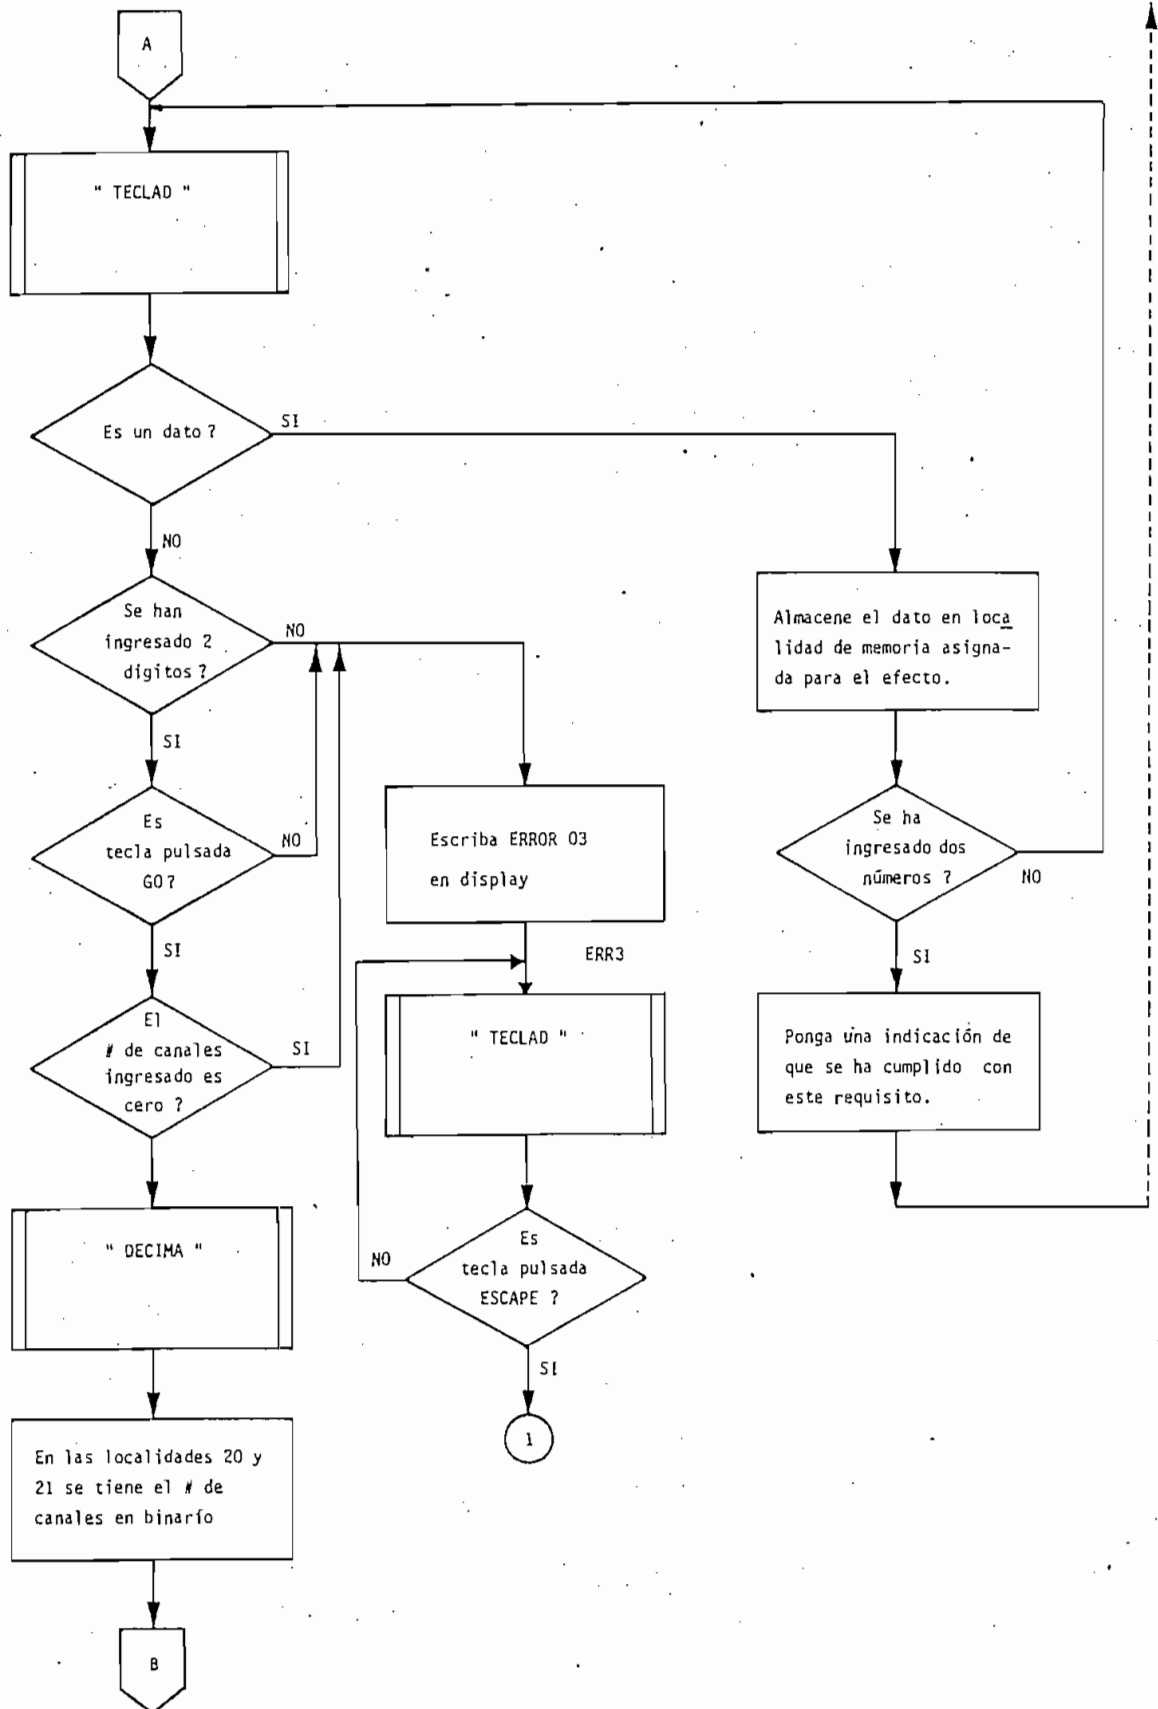 A
" TECLAD "
Es un dato ?
SI
NO
Se han
ingresado 2
digitos ?
NO
SI
Es
tecla pulsada
GO ?
NO
SI
El
# de canales
ingresado es
cero ?
SI
" DECIMA "
En las localidades 20 y
21 se tiene el # de
canales en binarío
B
Escriba ERROR 03
en display
ERR3
" TECLAD "
Es
tecla pulsada
ESCAPE ?
NO
SI
1
Almacene el dato en loca
lidad de memoria asigna-
da para el efecto.
Se ha
ingresado dos
números ?
NO
SI
Ponga una indicación de
que se ha cumplido con
este requisito.